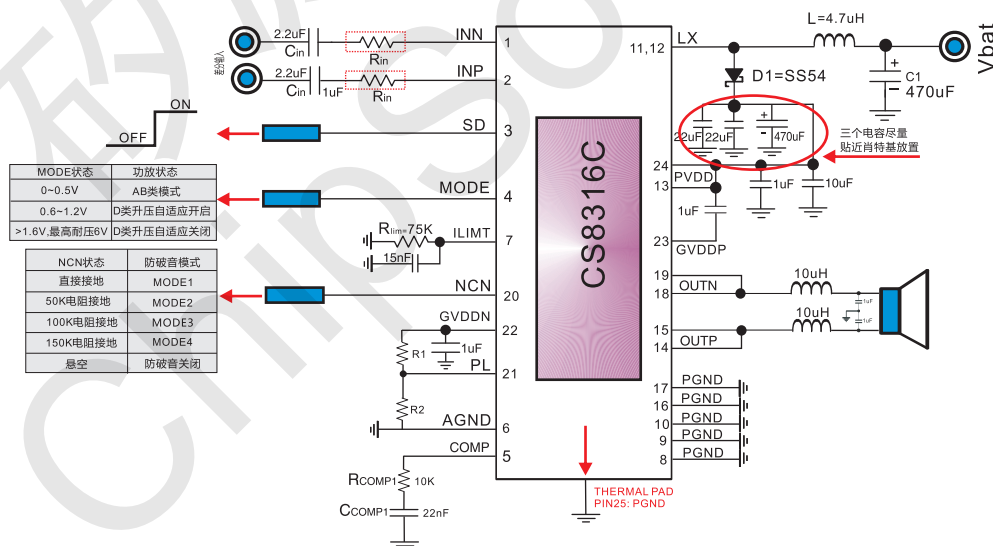 差分输入
2.2uF
Cin
Rin
INN
1
2.2uF
Cin
1uF
Rin
INP
2
OFF
ON
SD
3
MODE状态 功放状态
0~0.5V AB类模式
0.6~1.2V D类升压自适应开启
>1.6V,最高耐压6V D类升压自适应关闭
MODE
4
Rlim=75K
15nF
ILIMT
7
NCN状态 防破音模式
直接接地 MODE1
50K电阻接地 MODE2
100K电阻接地 MODE3
150K电阻接地 MODE4
悬空 防破音关闭
NCN
20
GVDDN
22
1uF
R1
PL
21
R2
AGND
6
COMP
5
RCOMP1 10K
CCOMP1 22nF
CS8316C
THERMAL PAD
PIN25: PGND
11,12
LX
L=4.7uH
Vbat
D1=SS54
C1
470uF
22uF
22uF
470uF
三个电容尽量
贴近肖特基放置
24
PVDD
13
1uF
10uF
1uF
23
GVDDP
19
OUTN
18
10uH
1uF
1uF
10uH
15
OUTP
14
17 PGND
16 PGND
10 PGND
9 PGND
8 PGND
ChipSo